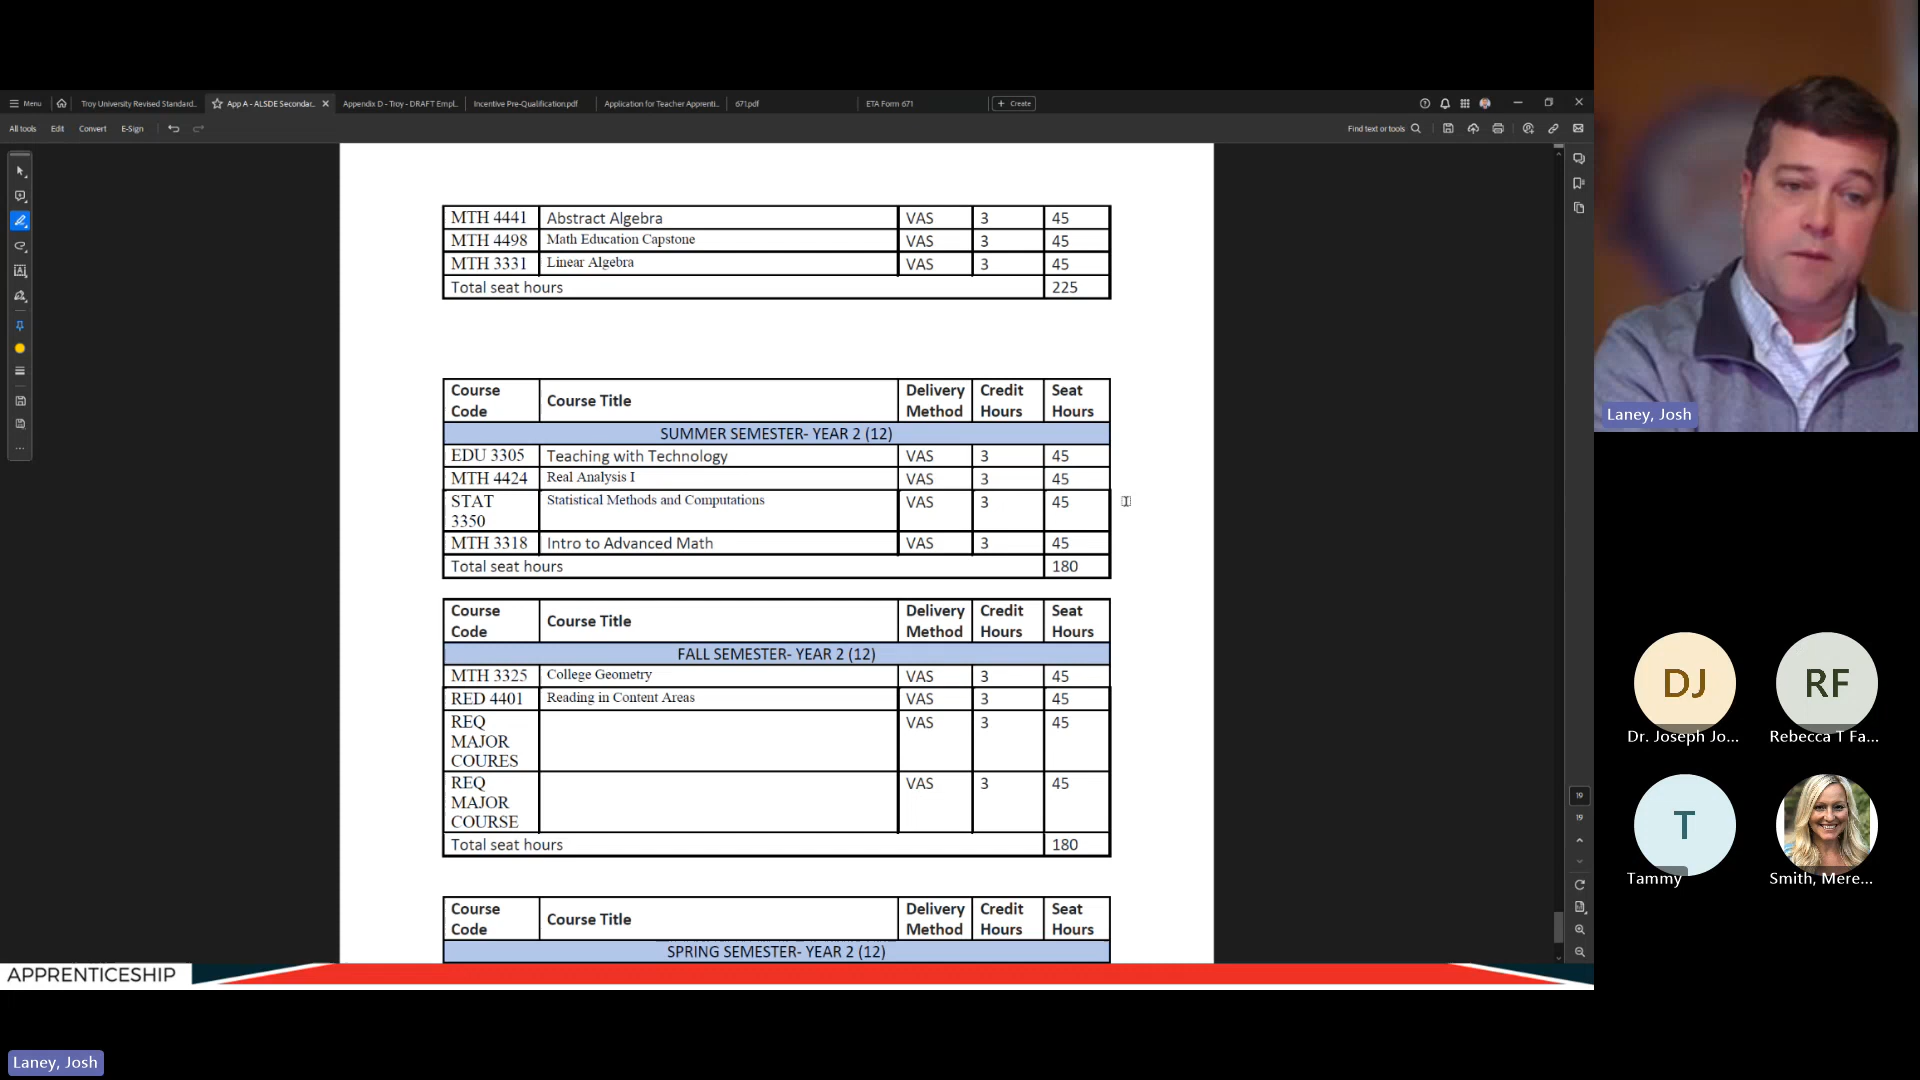 Menu
Troy University Revised Standard...
App A - ALSDE Secondar...
Appendix D - Troy - DRAFT Empl...
Incentive Pre-Qualification.pdf
Application for Teacher Apprenti...
671.pdf
ETA Form 671
+ Create
All tools
Edit
Convert
E-Sign
Find text or tools
MTH 4441 Abstract Algebra VAS 3 45
MTH 4498 Math Education Capstone VAS 3 45
MTH 3331 Linear Algebra VAS 3 45
Total seat hours 225
Course Code Course Title Delivery Method Credit Hours Seat Hours
SUMMER SEMESTER- YEAR 2 (12)
EDU 3305 Teaching with Technology VAS 3 45
MTH 4424 Real Analysis I VAS 3 45
STAT 3350 Statistical Methods and Computations VAS 3 45
MTH 3318 Intro to Advanced Math VAS 3 45
Total seat hours 180
Course Code Course Title Delivery Method Credit Hours Seat Hours
FALL SEMESTER- YEAR 2 (12)
MTH 3325 College Geometry VAS 3 45
RED 4401 Reading in Content Areas VAS 3 45
REQ MAJOR COURES VAS 3 45
REQ MAJOR COURSE VAS 3 45
Total seat hours 180
Course Code Course Title Delivery Method Credit Hours Seat Hours
SPRING SEMESTER- YEAR 2 (12)
19
19
APPRENTICESHIP
Laney, Josh
DJ
Dr. Joseph Jo...
RF
Rebecca T Fa...
T
Tammy
Smith, Mere...
Laney, Josh